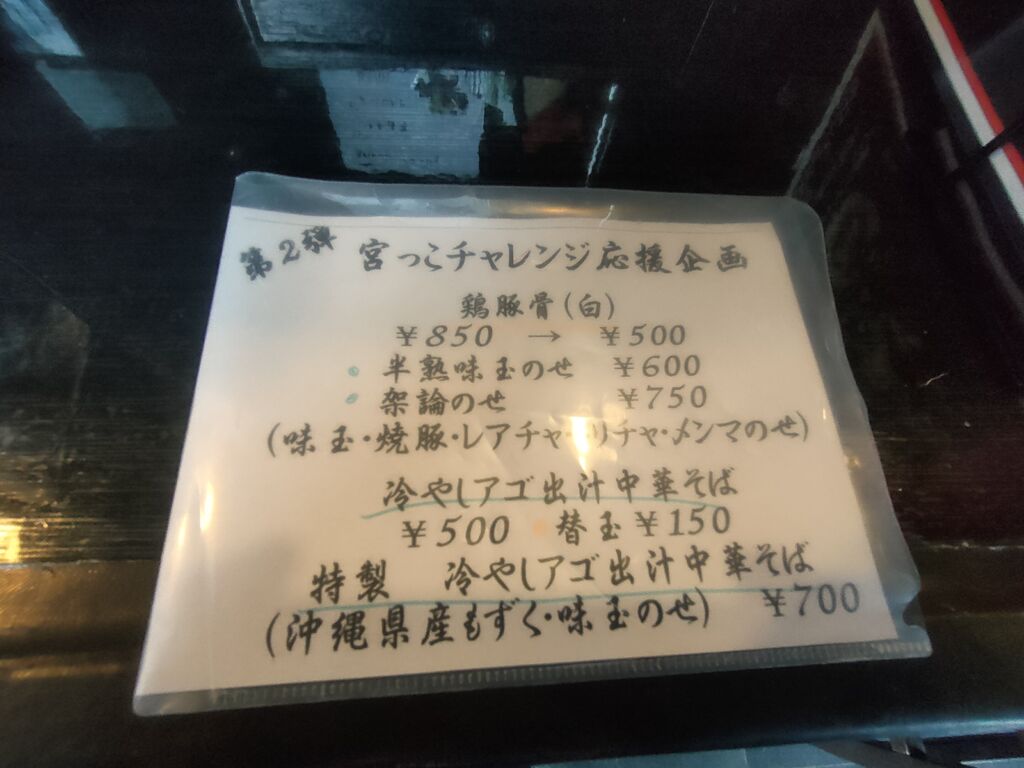 第2弾 宮っこチャレンジ応援企画
鶏豚骨(白)
¥850 → ¥500
・半熟味玉のせ ¥600
・架論のせ ¥750
(味玉・焼豚・レアチャーリチャ・メンマのせ)
冷やしアゴ出汁中華そば
¥500 替玉¥150
特製 冷やしアゴ出汁中華そば
(沖縄県産もずく・味玉のせ) ¥700